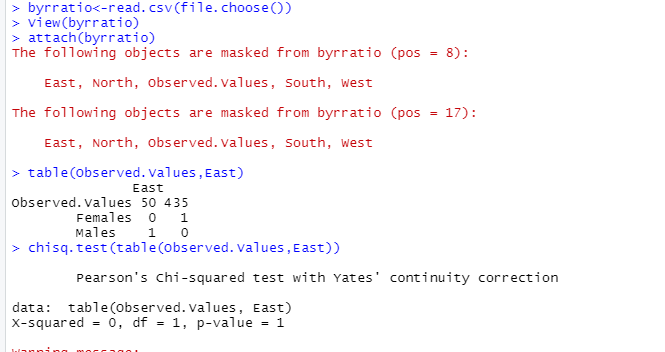 > byrratio<-read.csv(file.choose())
> View(byrratio)
> attach(byrratio)
The following objects are masked from byrratio (pos = 8):
East, North, Observed.Values, South, West
The following objects are masked from byrratio (pos = 17):
East, North, Observed.Values, South, West
> table(Observed.Values,East)
East
Observed.Values 50 435
Females 0 1
Males 1 0
> chisq.test(table(Observed.Values,East))
Pearson's Chi-squared test with Yates' continuity correction
data: table(Observed.Values, East)
X-squared = 0, df = 1, p-value = 1
Warning message: